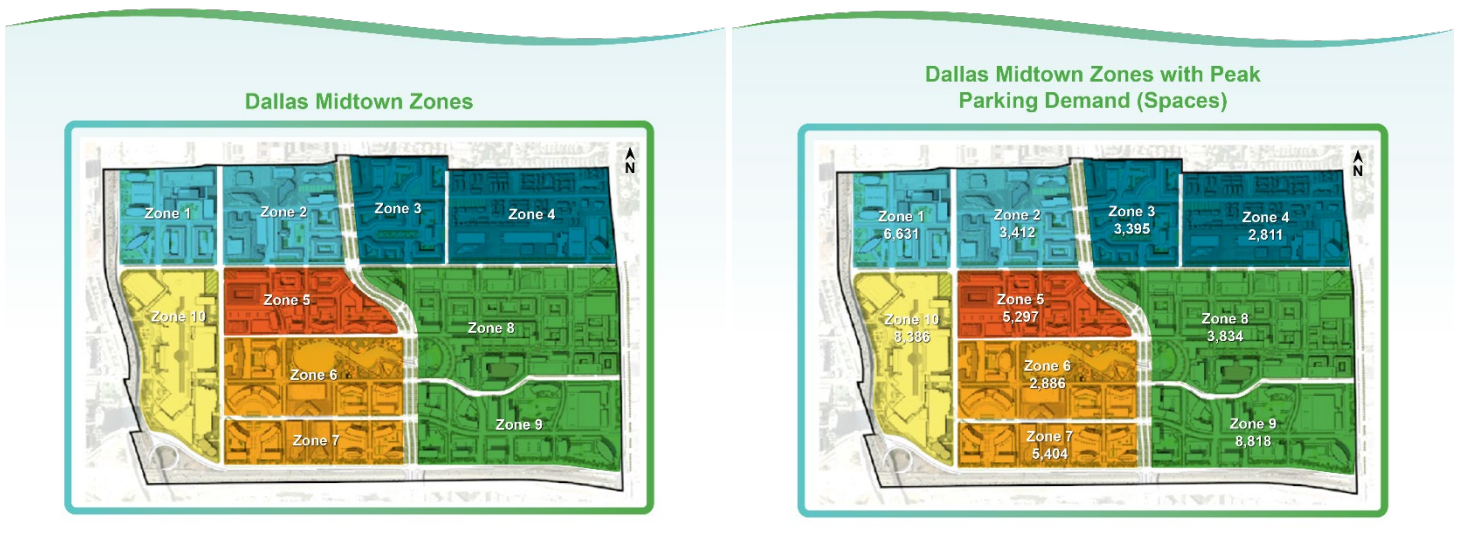 Dallas Midtown Zones
N
Zone 1
Zone 2
Zone 3
Zone 4
Zone 5
Zone 10
Zone 8
Zone 6
Zone 9
Zone 7
Dallas Midtown Zones with Peak
Parking Demand (Spaces)
N
Zone 1
6,631
Zone 2
3,412
Zone 3
3,395
Zone 4
2,811
Zone 5
5,297
Zone 10
8,386
Zone 8
3,834
Zone 6
2,886
Zone 9
8,818
Zone 7
5,404